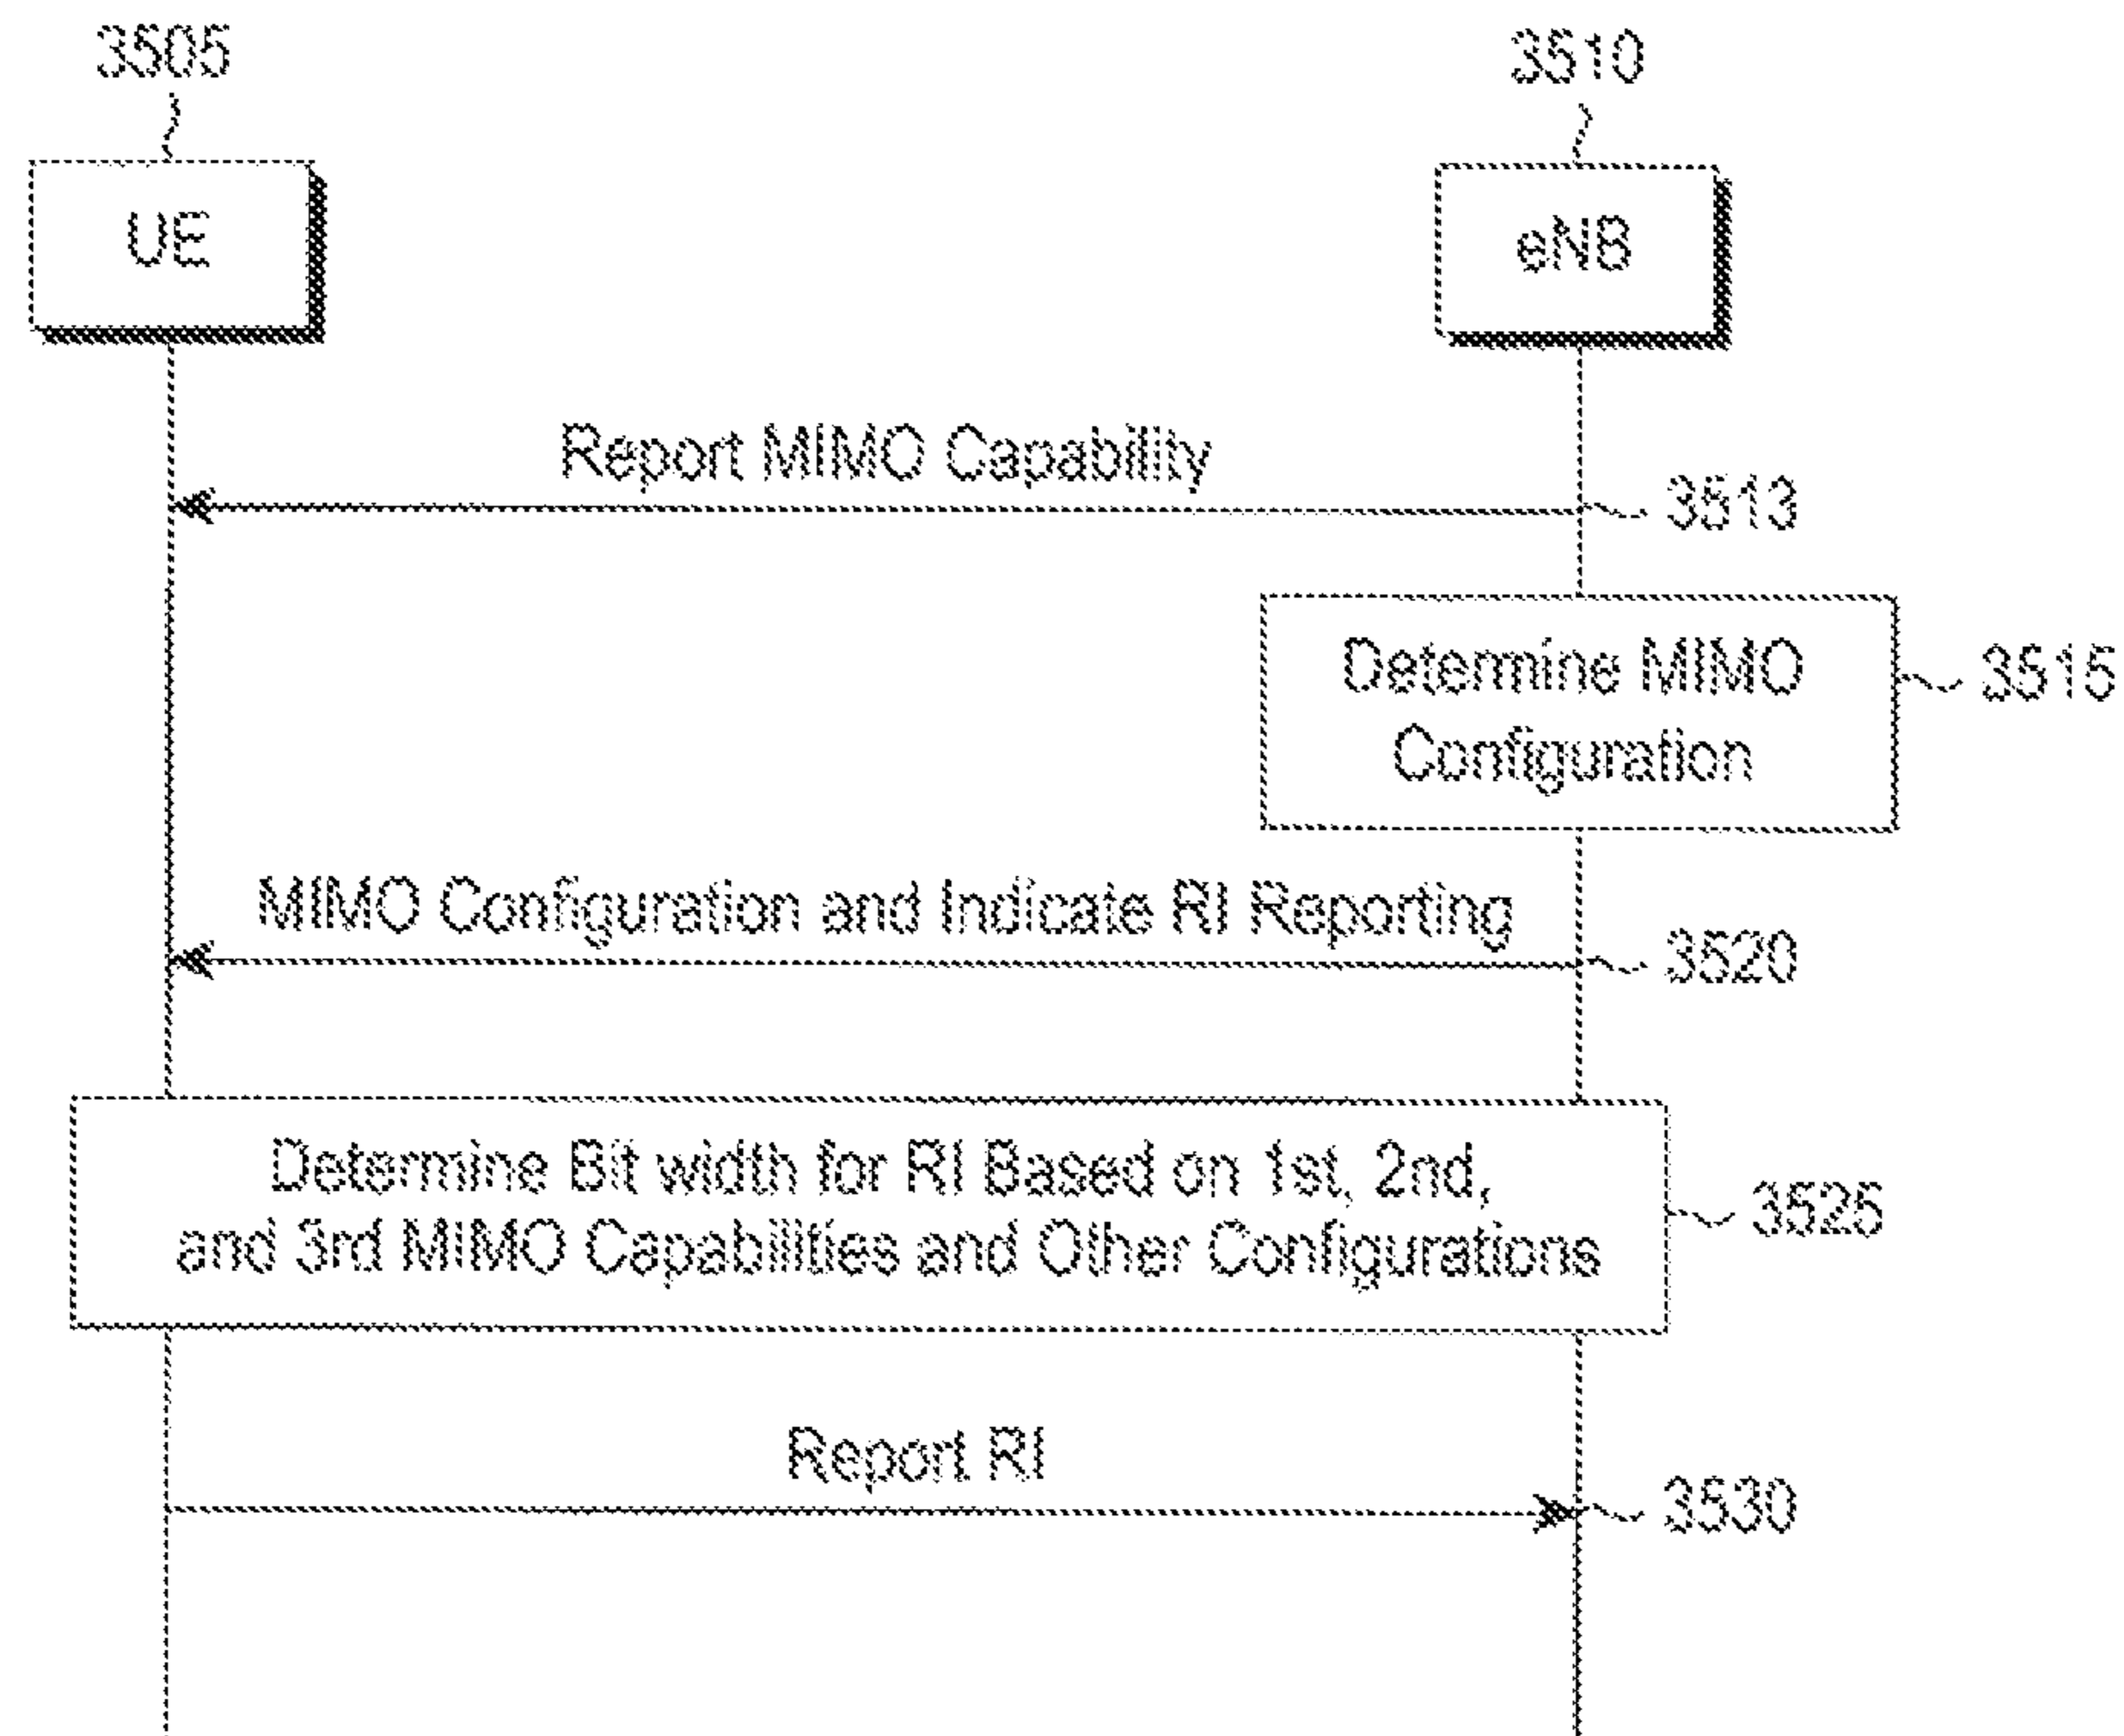 3505
3510
UE
eNB
Report MIMO Capability
3513
Determine MIMO
Configuration
3515
MIMO Configuration and Indicate RI Reporting
3520
Determine Bit width for RI Based on 1st, 2nd,
and 3rd MIMO Capabilities and Other Configurations
3525
Report RI
3530